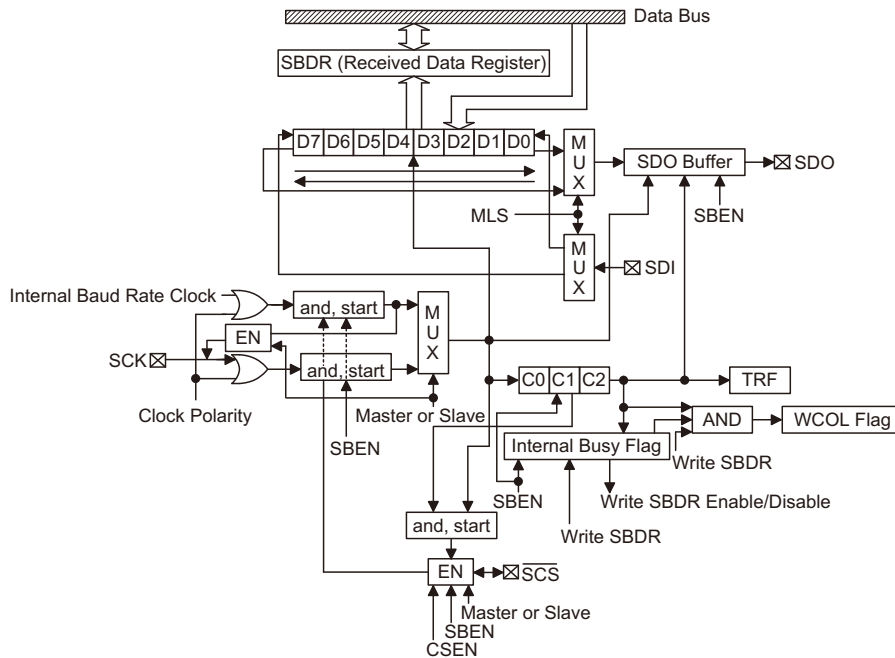 Data Bus
SBDR (Received Data Register)
D7 D6 D5 D4 D3 D2 D1 D0
MUX
SDO Buffer
SDO
MLS
SBEN
MUX
SDI
Internal Baud Rate Clock
and, start
MUX
EN
SCK
and, start
Clock Polarity
Master or Slave
SBEN
C0 C1 C2
TRF
AND
WCOL Flag
Internal Busy Flag
Write SBDR
SBEN
Write SBDR Enable/Disable
Write SBDR
and, start
EN
SCS
Master or Slave
SBEN
CSEN